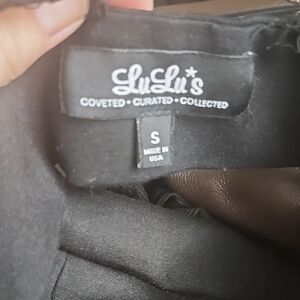 LuLu*s
COVETED • CURATED • COLLECTED
S
MADE IN
USA